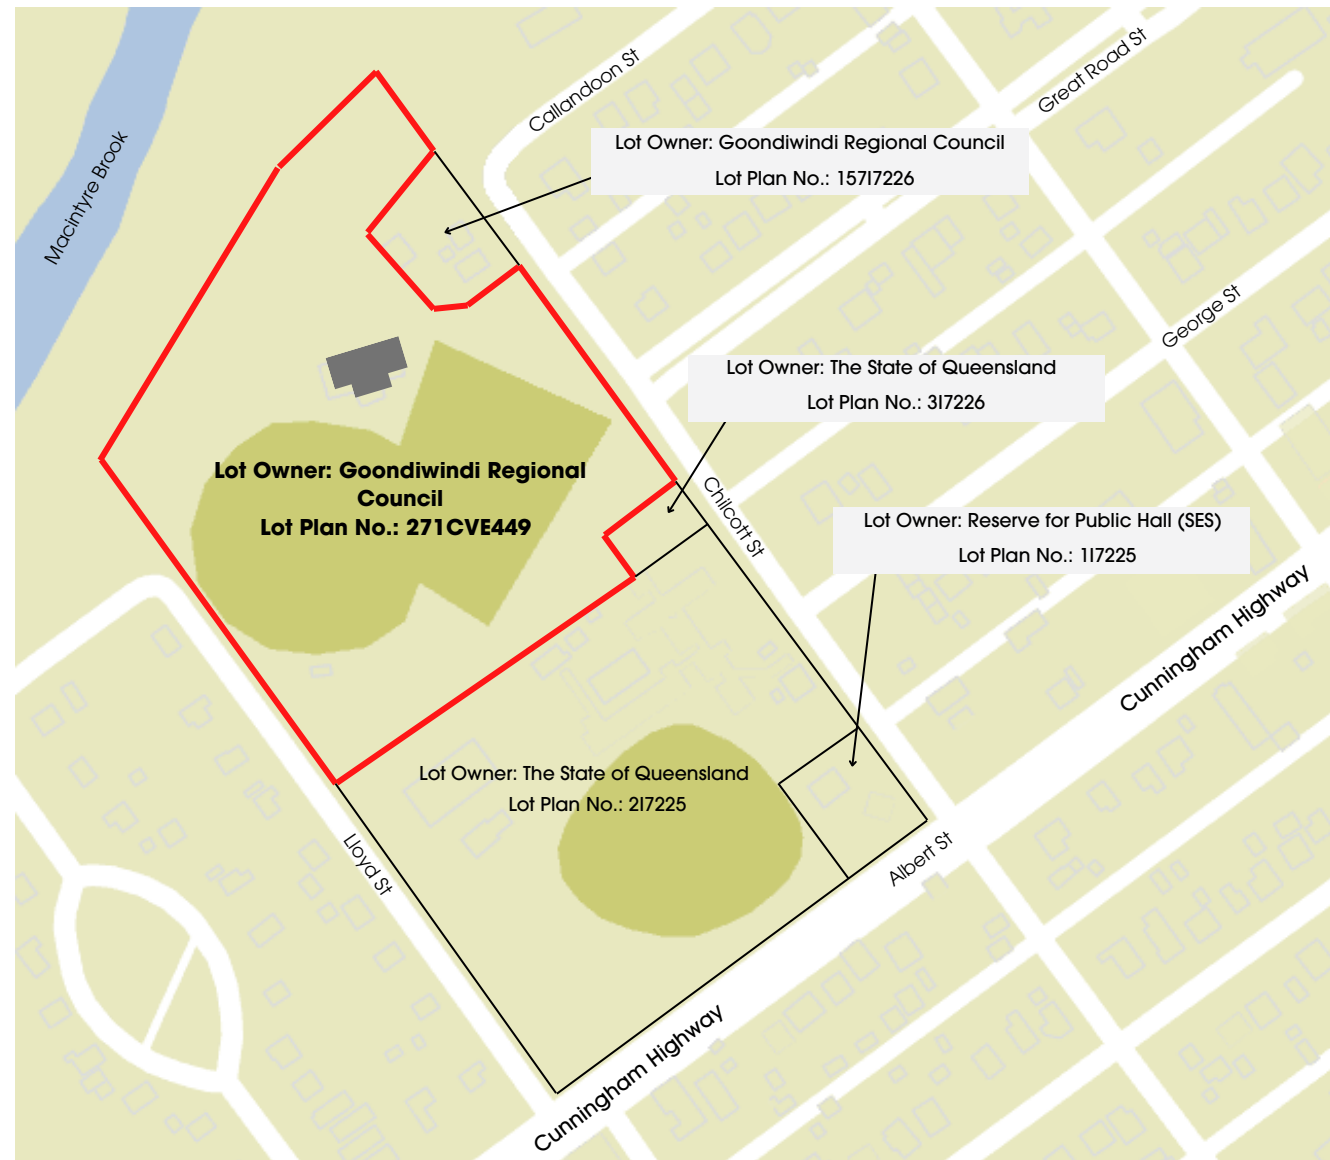 Callandoon St
Great Road St
Macintyre Brook
Lot Owner: Goondiwindi Regional Council
Lot Plan No.: 157I7226
George St
Lot Owner: The State of Queensland
Lot Plan No.: 3I7226
Lot Owner: Goondiwindi Regional
Council
Lot Plan No.: 271CVE449
Chilcott St
Lot Owner: Reserve for Public Hall (SES)
Lot Plan No.: 1I7225
Cunningham Highway
Lot Owner: The State of Queensland
Lot Plan No.: 2I7225
Lloyd St
Albert St
Cunningham Highway